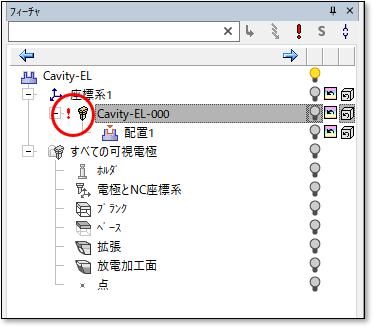 フィーチャ
S
Cavity-EL
座標系1
Cavity-EL-000
配置1
すべての可視電極
ﾎﾙﾀﾞ
電極とNC座標系
ﾌﾞﾗﾝｸ
ﾍﾞｰｽ
拡張
放電加工面
点